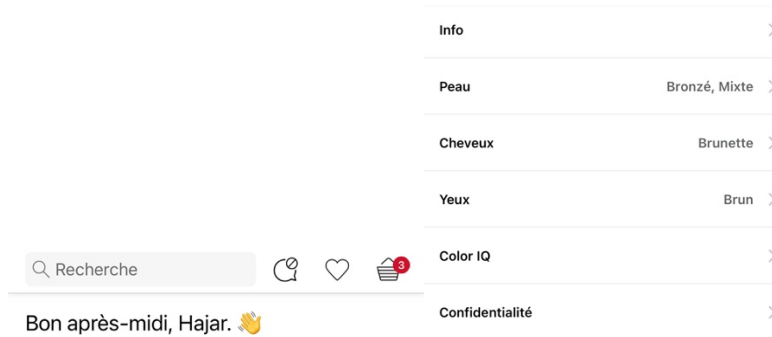 Recherche
3
Bon après-midi, Hajar. 👋
Info
Peau Bronzé, Mixte
Cheveux Brunette
Yeux Brun
Color IQ
Confidentialité